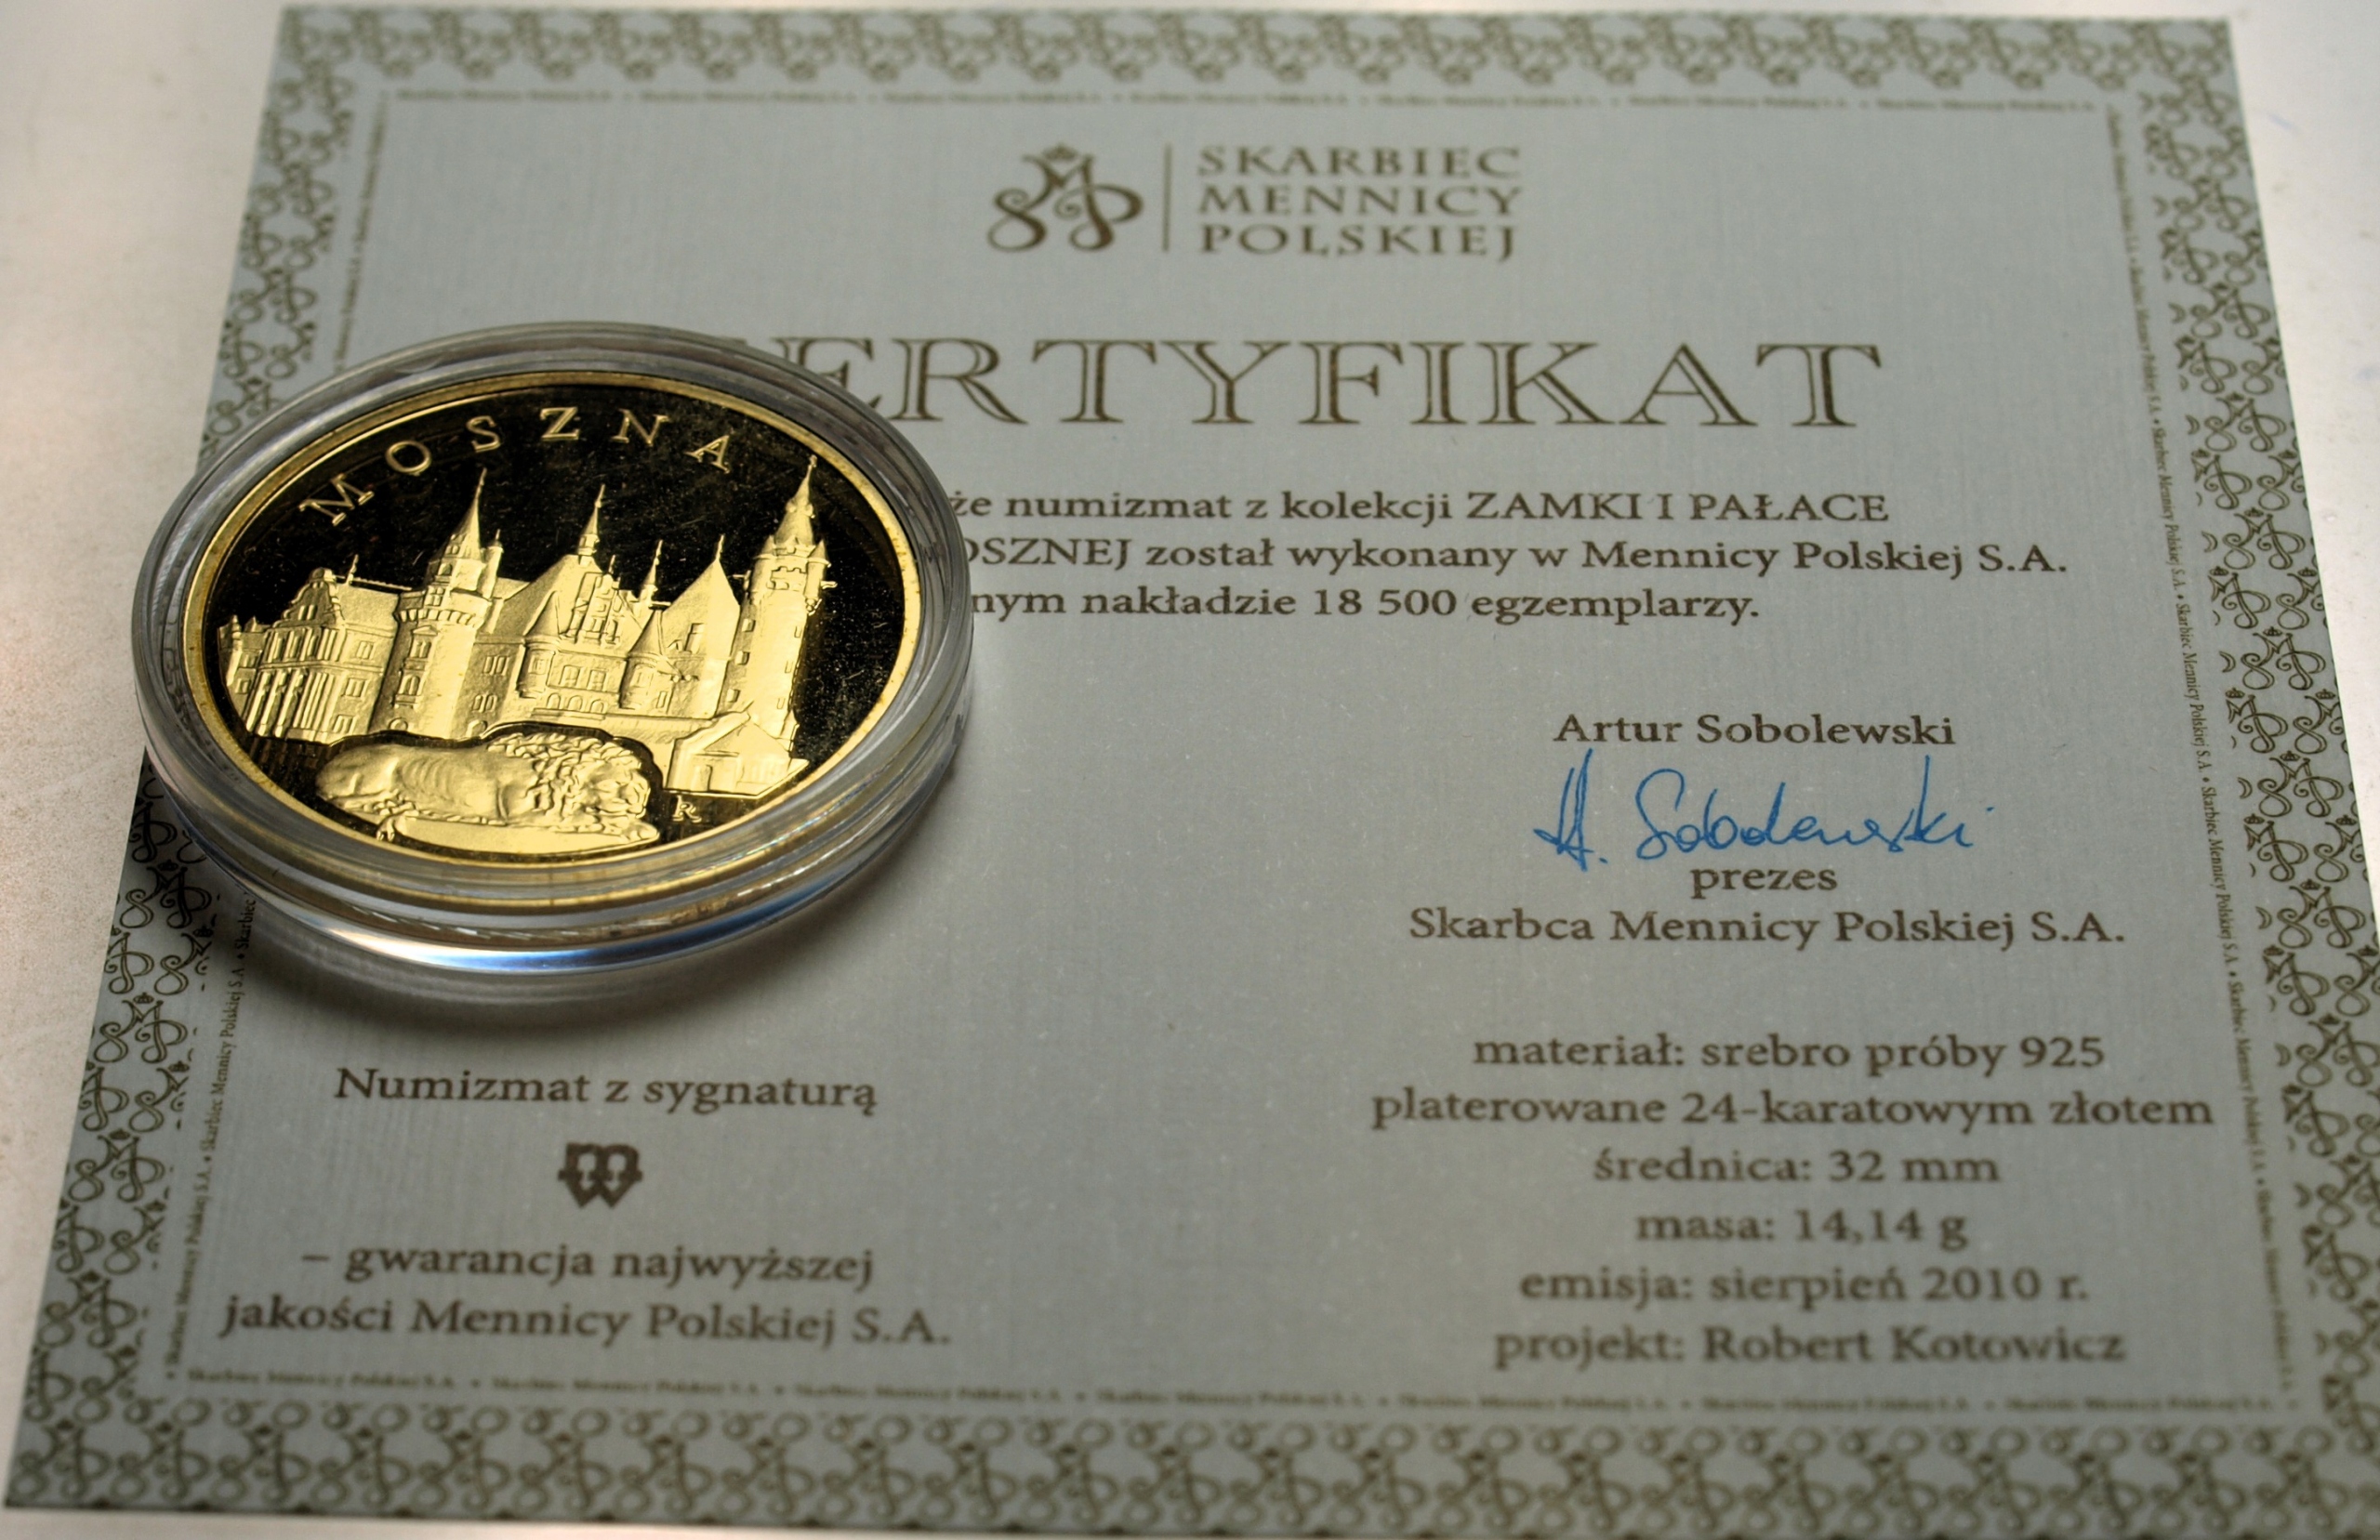 SKARBIEC
MENNICY
POLSKIEJ
ERTYFIKAT
że numizmat z kolekcji ZAMKI I PAŁACE
OSZNEJ został wykonany w Mennicy Polskiej S.A.
nym nakładzie 18 500 egzemplarzy.
MOSZNA
Artur Sobolewski
A. Sobolewski
prezes
Skarbca Mennicy Polskiej S.A.
Numizmat z sygnaturą
– gwarancja najwyższej
jakości Mennicy Polskiej S.A.
materiał: srebro próby 925
platerowane 24-karatowym złotem
średnica: 32 mm
masa: 14,14 g
emisja: sierpień 2010 r.
projekt: Robert Kotowicz